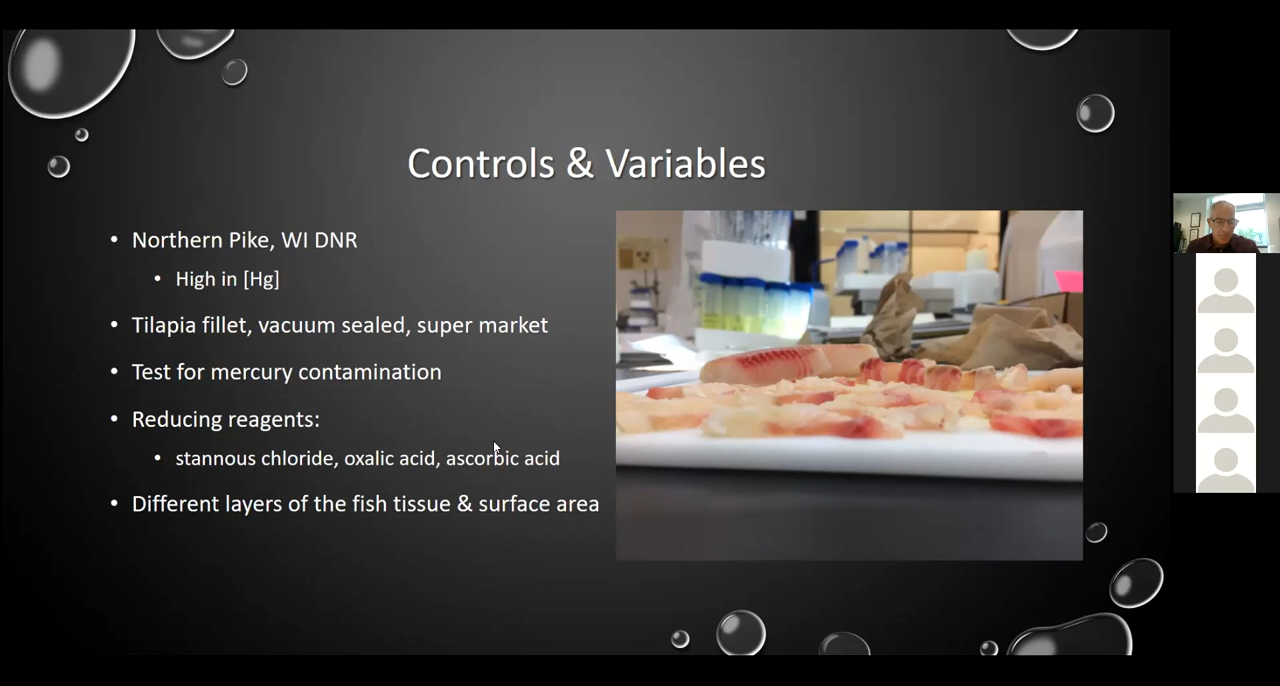 Controls & Variables
• Northern Pike, WI DNR
• High in [Hg]
• Tilapia fillet, vacuum sealed, super market
• Test for mercury contamination
• Reducing reagents:
• stannous chloride, oxalic acid, ascorbic acid
• Different layers of the fish tissue & surface area